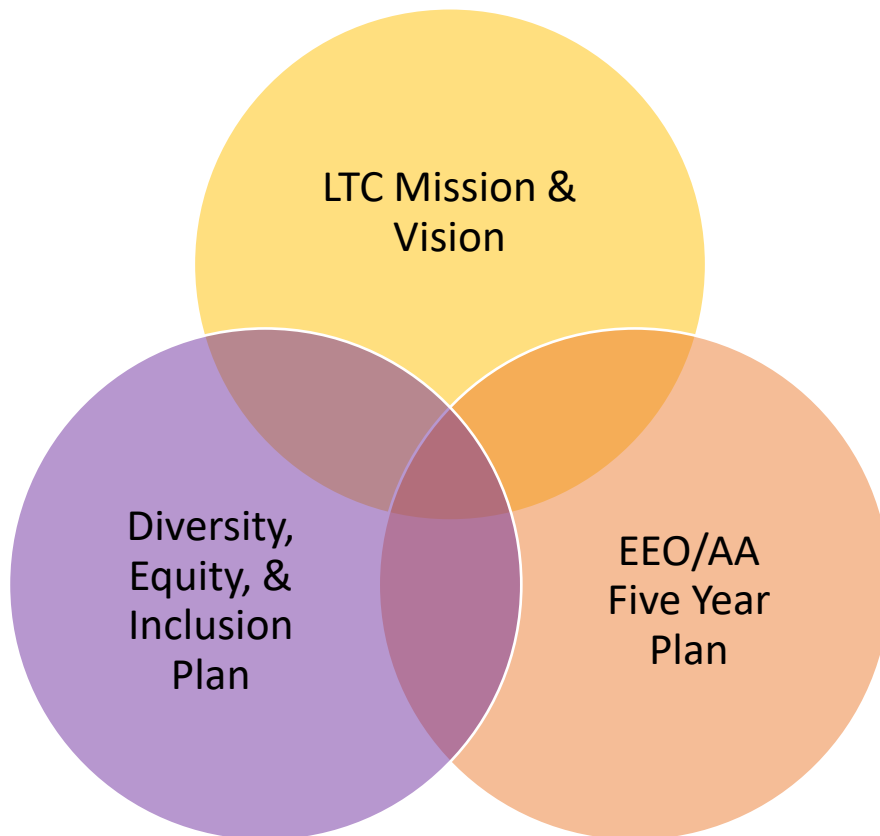 LTC Mission &
Vision
Diversity,
Equity, &
Inclusion
Plan
EEO/AA
Five Year
Plan